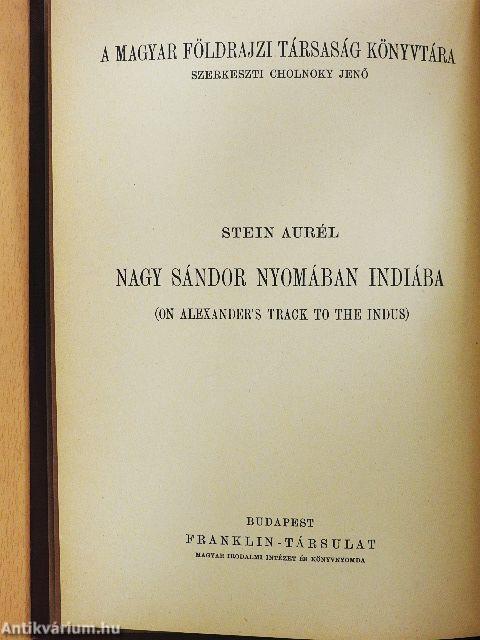 A MAGYAR FÖLDRAJZI TÁRSASÁG KÖNYVTÁRA
SZERKESZTI CHOLNOKY JENŐ
STEIN AURÉL
NAGY SÁNDOR NYOMÁBAN INDIÁBA
(ON ALEXANDER'S TRACK TO THE INDUS)
BUDAPEST
FRANKLIN-TÁRSULAT
MAGYAR IRODALMI INTÉZET ÉS KÖNYVNYOMDA
Antikvárium.hu